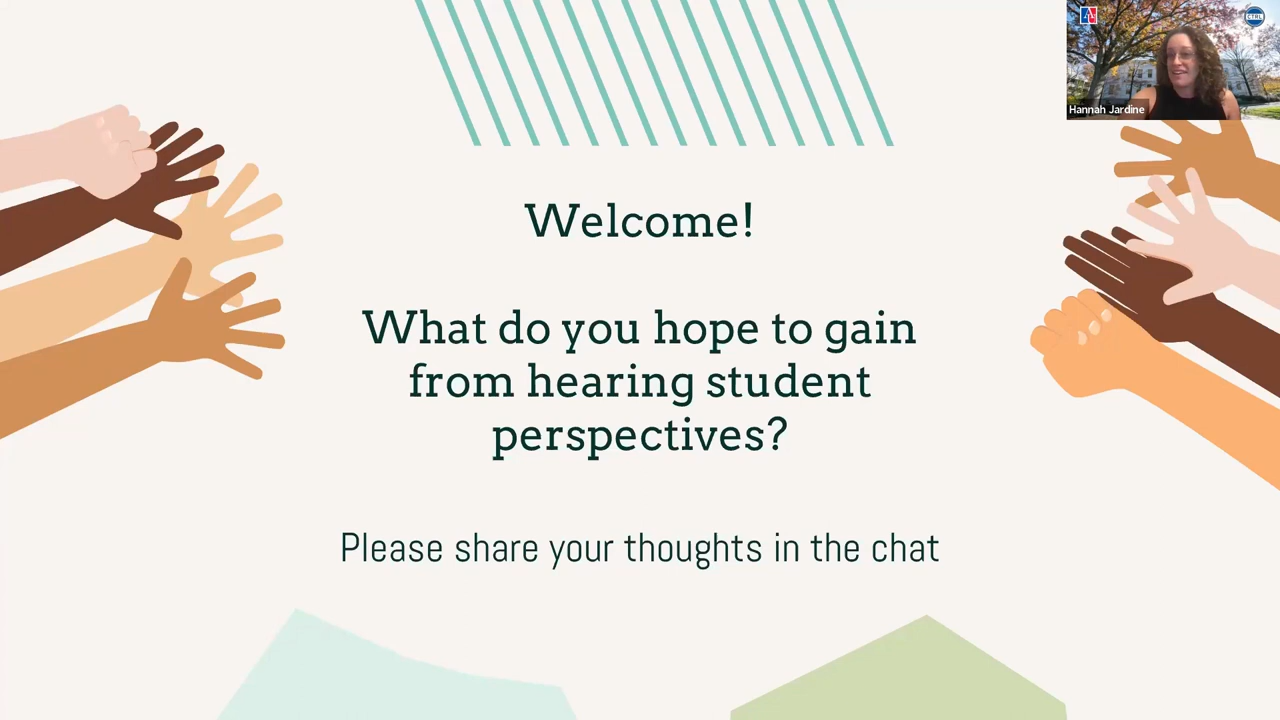 Welcome!
What do you hope to gain
from hearing student
perspectives?
Please share your thoughts in the chat
Hannah Jardine
CTRL